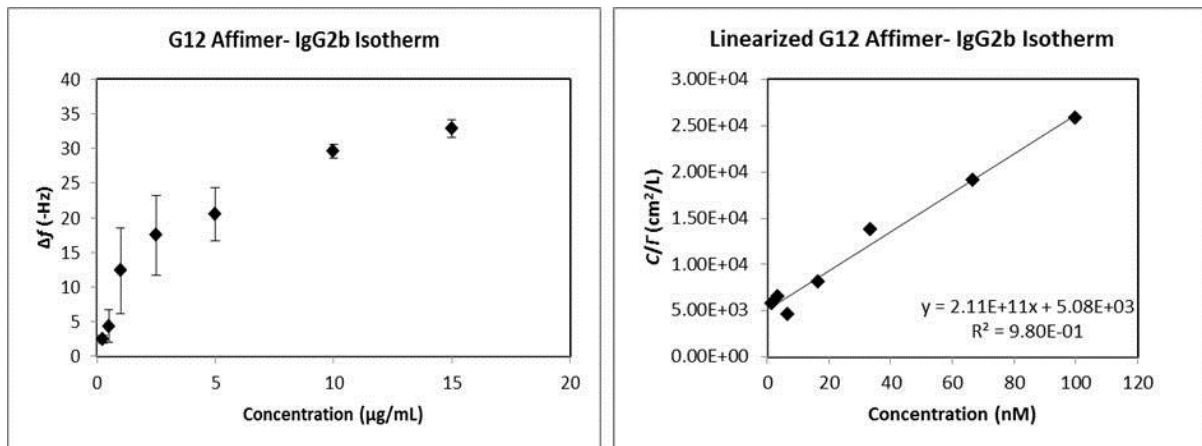 G12 Affimer- IgG2b Isotherm
40
35
30
25
20
15
10
5
0
Δf (-Hz)
0 5 10 15 20
Concentration (µg/mL)
Linearized G12 Affimer- IgG2b Isotherm
3.00E+04
2.50E+04
2.00E+04
1.50E+04
1.00E+04
5.00E+03
0.00E+00
C/Γ (cm²/L)
y = 2.11E+11x + 5.08E+03
R² = 9.80E-01
0 20 40 60 80 100 120
Concentration (nM)